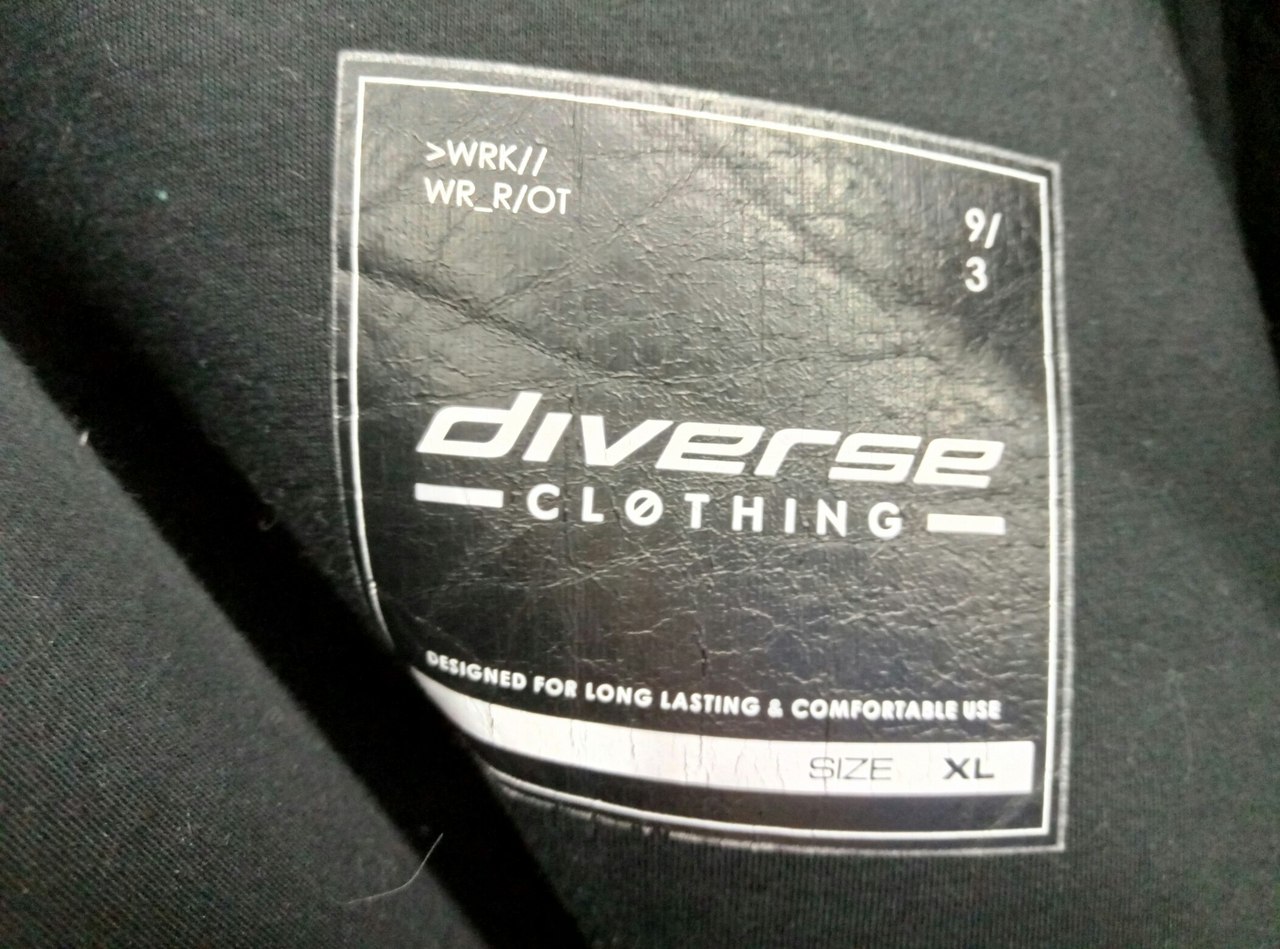 >WRK//
WR_R/OT
9/
3
diverse
CLØTHING
DESIGNED FOR LONG LASTING & COMFORTABLE USE
SIZE XL